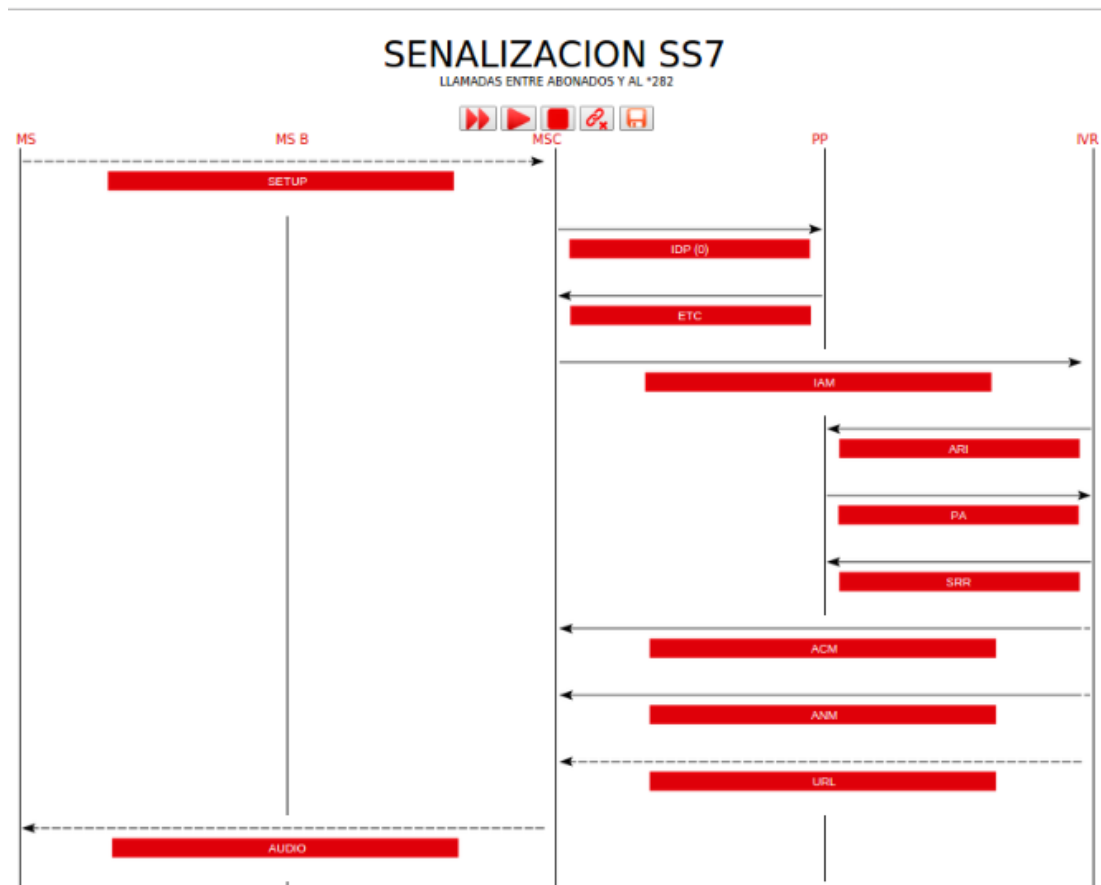 SENALIZACION SS7
LLAMADAS ENTRE ABONADOS Y AL *282
MS MS B MSC PP IVR
SETUP
IDP (0)
ETC
IAM
ARI
PA
SRR
ACM
ANM
URL
AUDIO